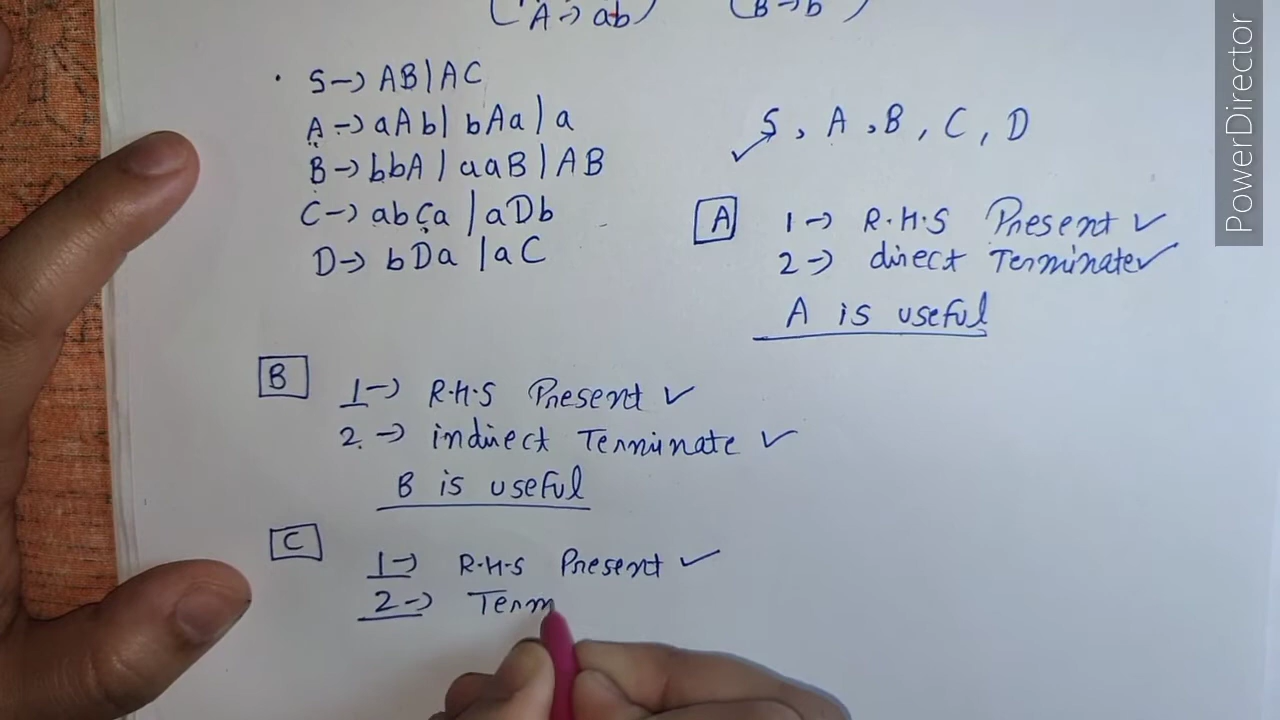 A → ab) (B → b)
. S → AB | AC
A → aAb | bAa | a
B → bbA | aaB | AB
C → abCa | aDb
D → bDa | aC
S, A, B, C, D
A 1 → R.H.S Present ✓
2 → direct Terminate ✓
A is useful
B 1 → R.H.S Present ✓
2. → indirect Terminate ✓
B is useful
C 1 → R.H.S Present ✓
2 → Term
PowerDirector